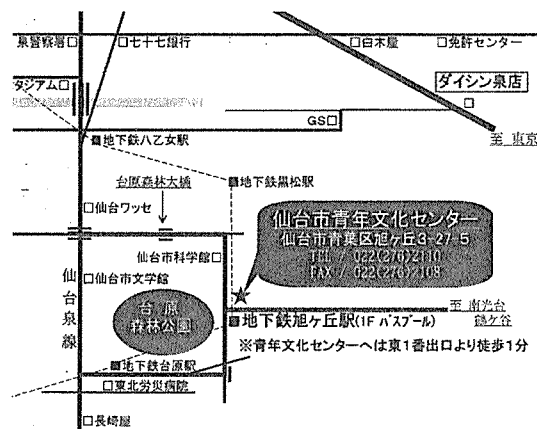 泉警察署
七十七銀行
白木屋
免許センター
タジアム
ダイシン泉店
GS
地下鉄八乙女駅
至 東京
台原森林大橋
地下鉄黒松駅
仙台ワッセ
仙台市青年文化センター
仙台市青葉区旭ヶ丘3-27-5
TEL / 022(276)2110
FAX / 022(276)2108
仙台市科学館
仙台泉線
仙台市文学館
台原
森林公園
至 南光台
鶴ケ谷
地下鉄旭ヶ丘駅(1F バスプール)
※青年文化センターへは東1番出口より徒歩1分
地下鉄台原駅
東北労災病院
長崎屋